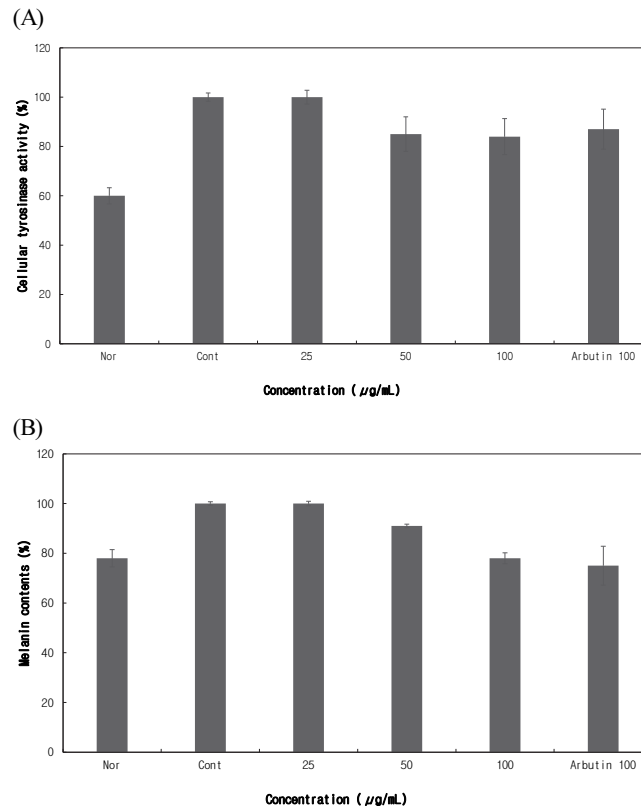 (A)
Cellular tyrosinase activity (%)
120
100
80
60
40
20
0
Nor Cont 25 50 100 Arbutin 100
Concentration ( μg/mL)
(B)
Melanin contents (%)
120
100
80
60
40
20
0
Nor Cont 25 50 100 Arbutin 100
Concentration ( μg/mL)